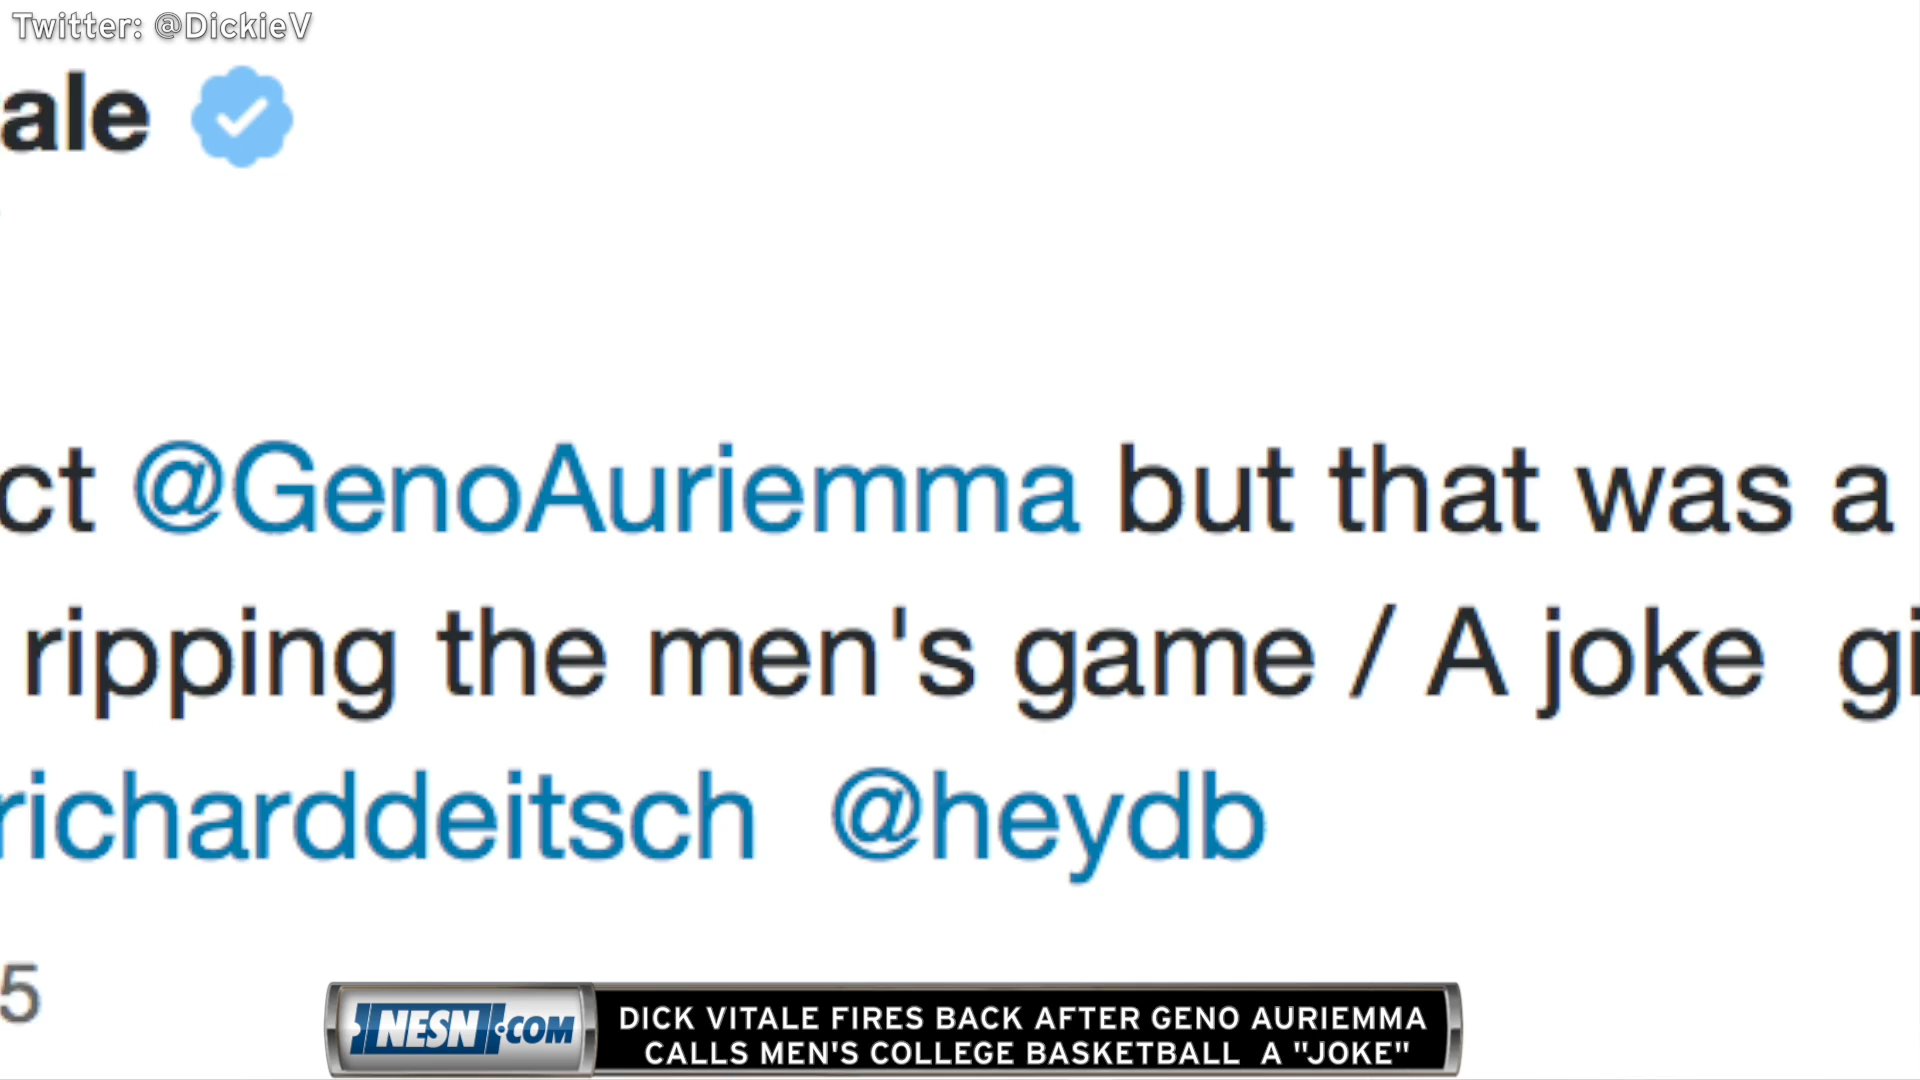 Twitter: @DickieV
ale
ct @GenoAuriemma but that was a
ripping the men's game / A joke gi
richarddeitsch @heydb
5
NESN.COM
DICK VITALE FIRES BACK AFTER GENO AURIEMMA
CALLS MEN'S COLLEGE BASKETBALL A "JOKE"